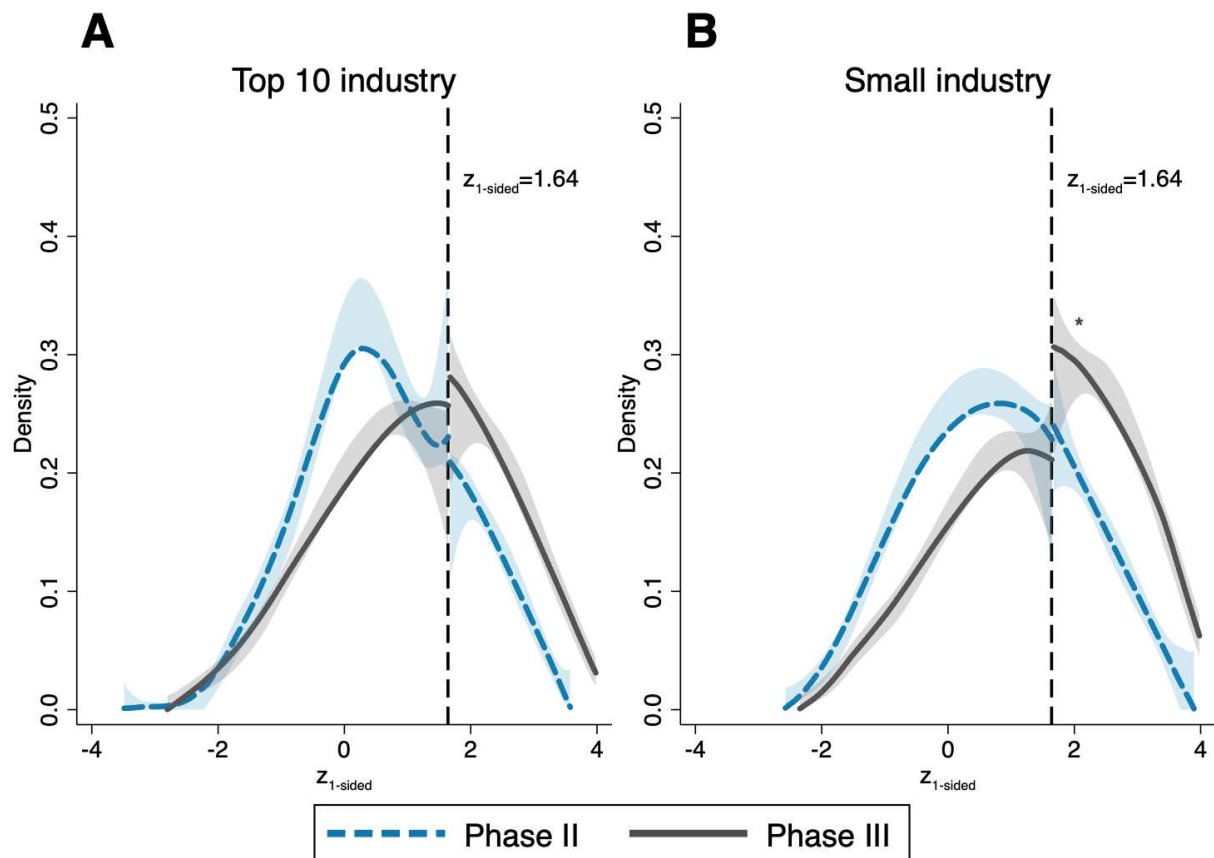 A
B
Top 10 industry
Small industry
0.5
0.4
0.3
0.2
0.1
0.0
Density
z1-sided=1.64
-4
-2
0
2
4
z1-sided
0.5
0.4
0.3
0.2
0.1
0.0
Density
z1-sided=1.64
*
-4
-2
0
2
4
z1-sided
Phase II
Phase III